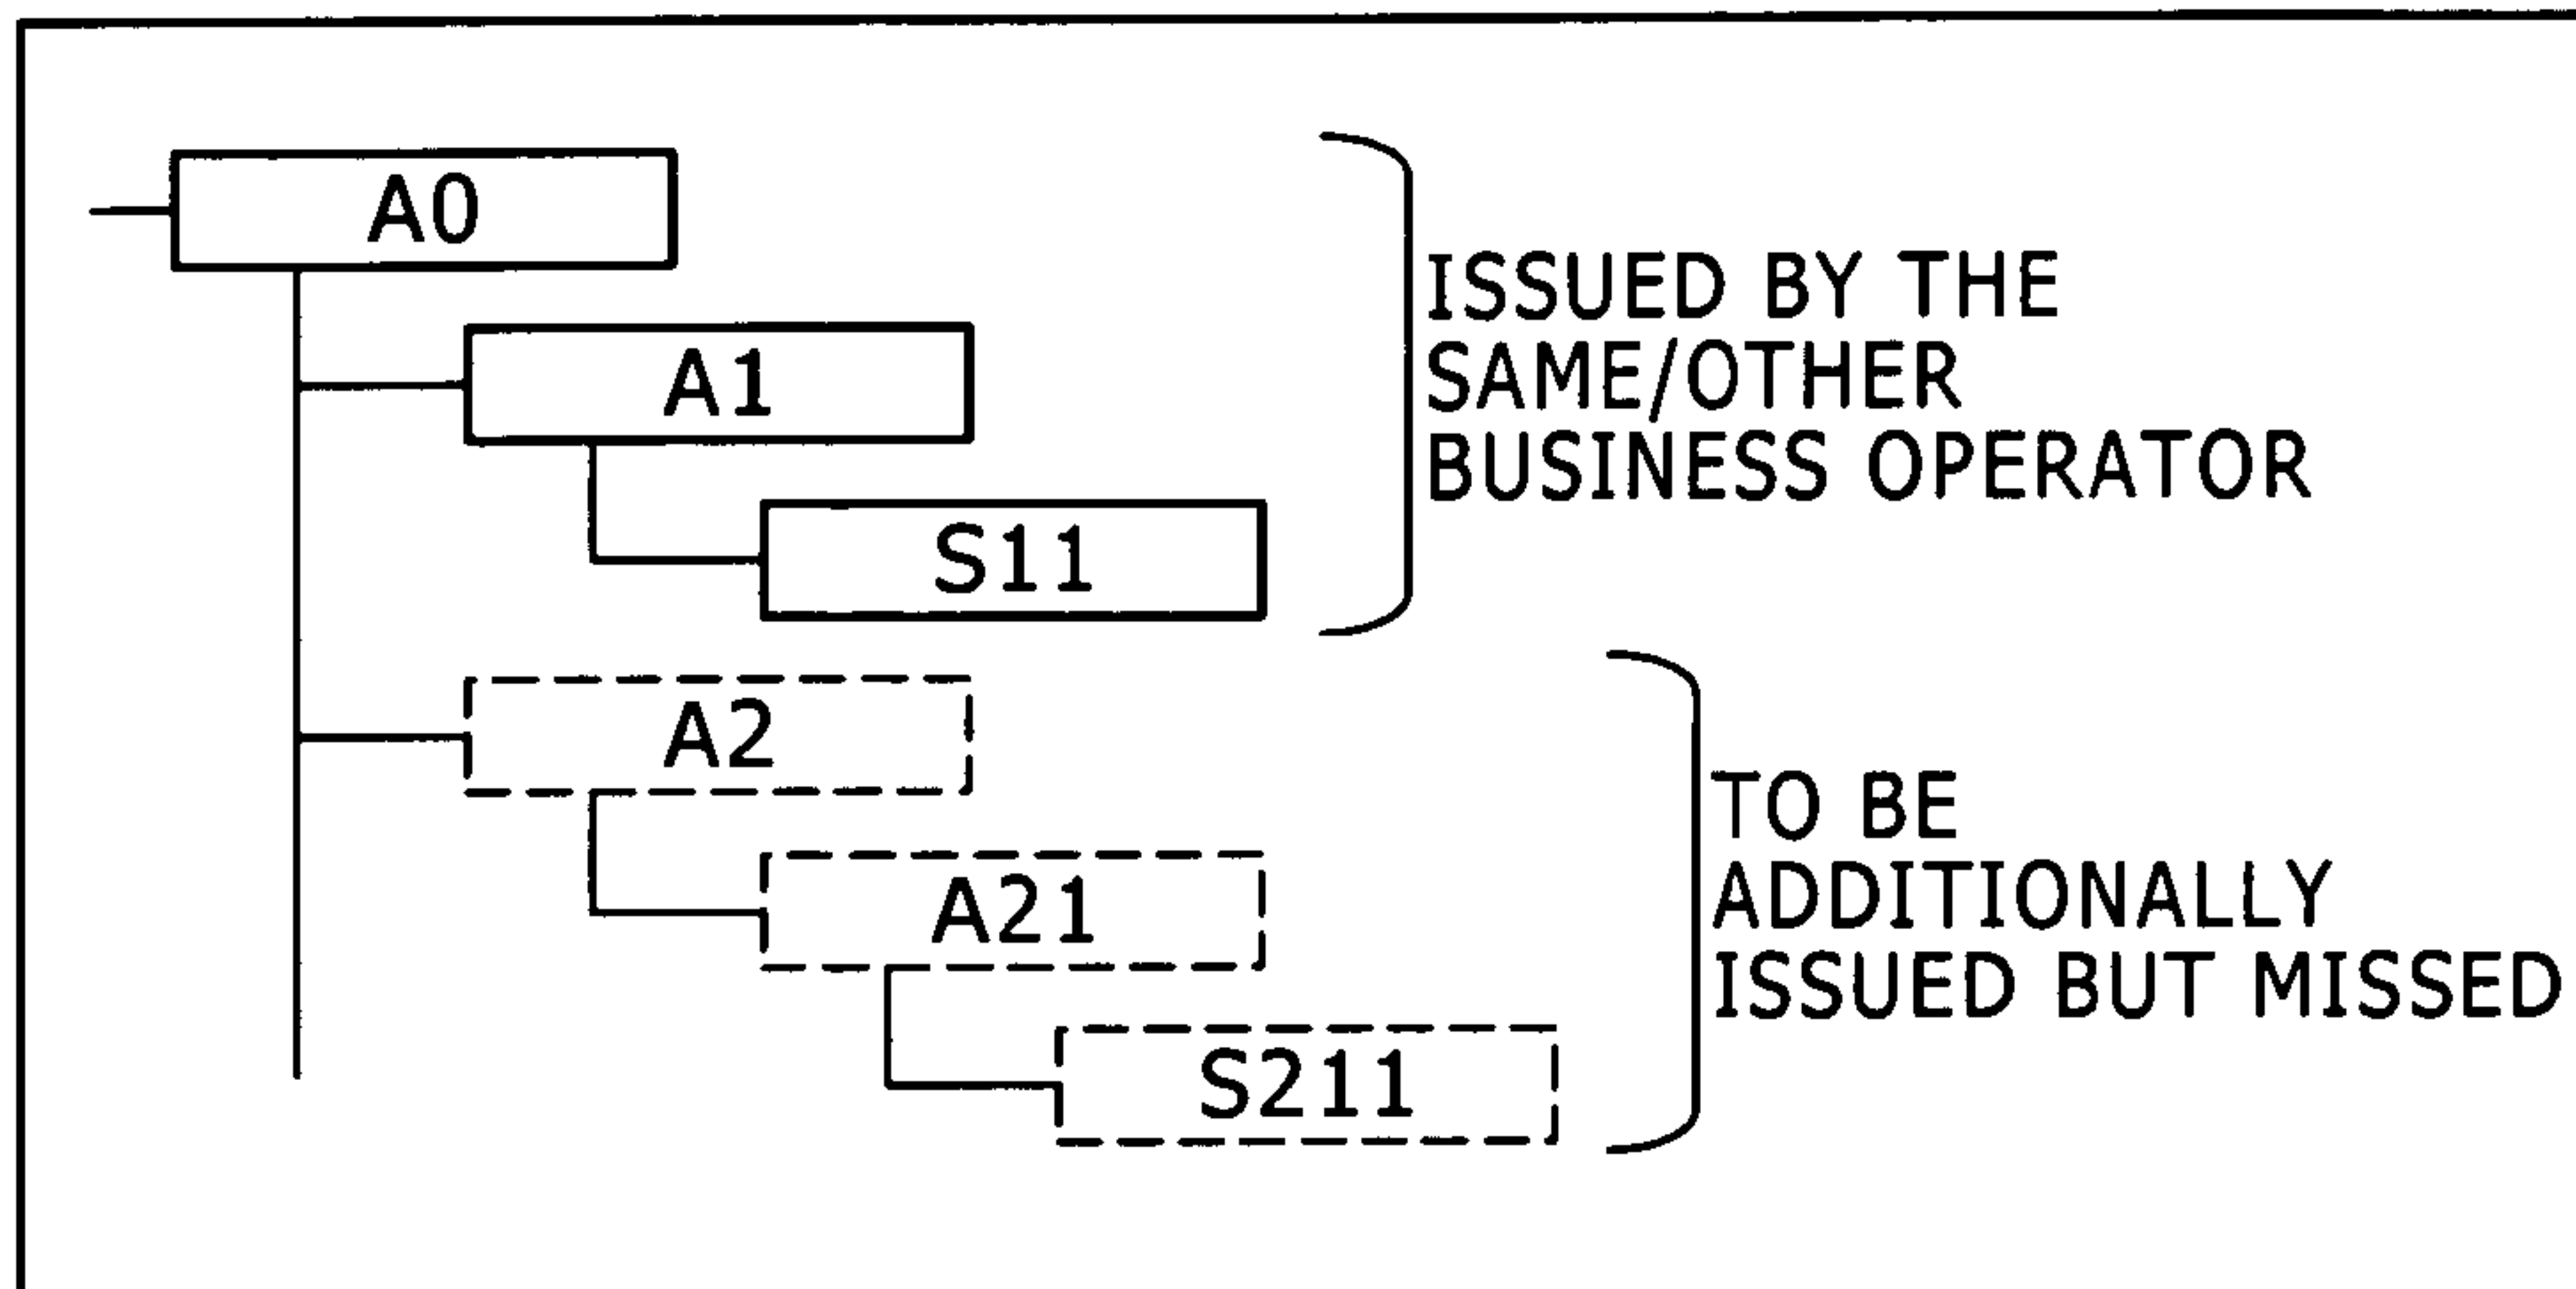 A0
A1
S11
ISSUED BY THE
SAME/OTHER
BUSINESS OPERATOR
A2
A21
S211
TO BE
ADDITIONALLY
ISSUED BUT MISSED